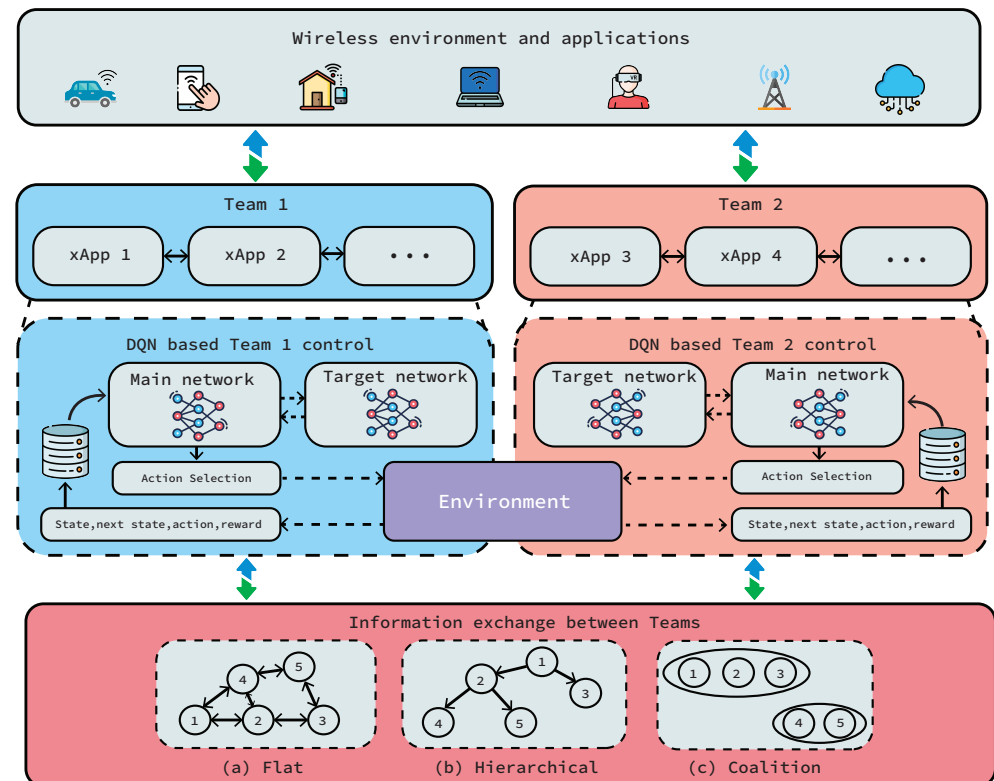 Wireless environment and applications
VR
Team 1
xApp 1
xApp 2
...
Team 2
xApp 3
xApp 4
...
DQN based Team 1 control
Main network
Target network
Action Selection
State,next state,action,reward
DQN based Team 2 control
Target network
Main network
Action Selection
State,next state,action,reward
Environment
Information exchange between Teams
5
4
1
2
3
1
2
3
4
5
1
2
3
4
5
(a) Flat
(b) Hierarchical
(c) Coalition